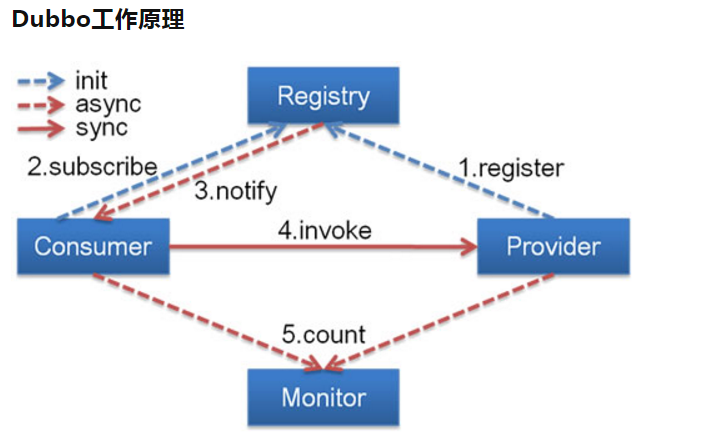 Dubbo工作原理
init
async
sync
Registry
2.subscribe
1.register
3.notify
4.invoke
Consumer
Provider
5.count
Monitor